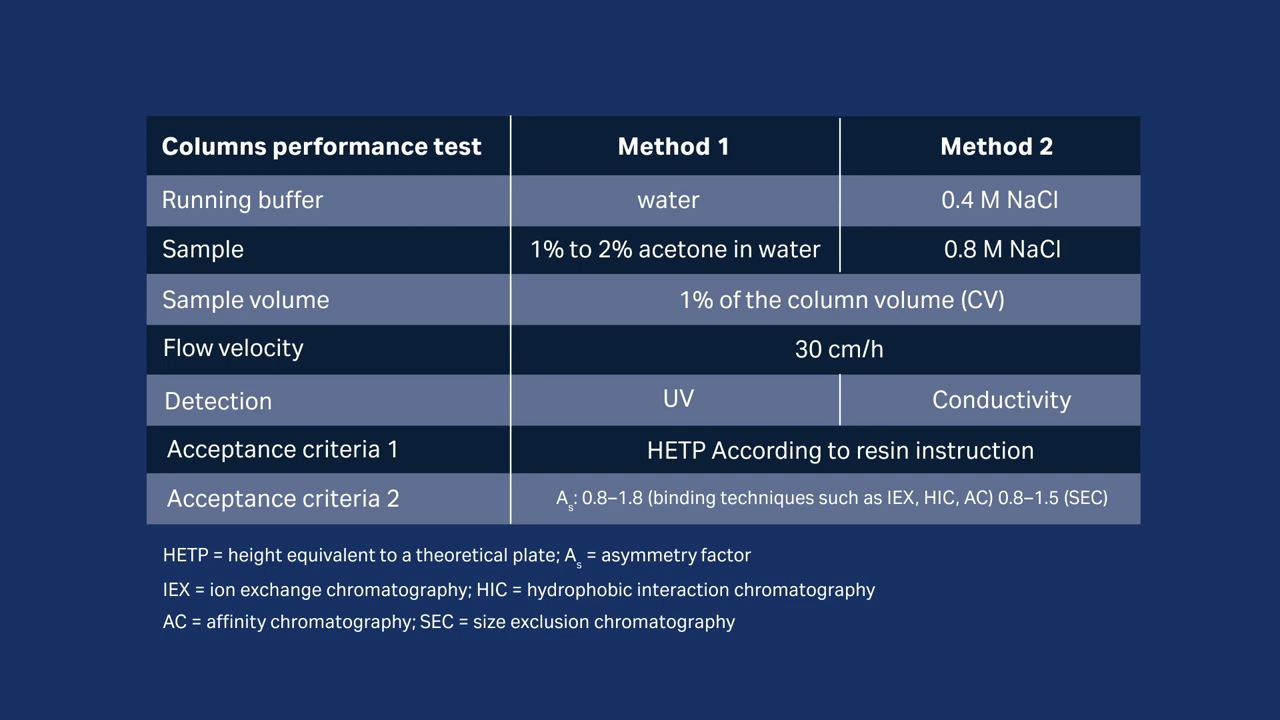 Columns performance test Method 1 Method 2
Running buffer water 0.4 M NaCl
Sample 1% to 2% acetone in water 0.8 M NaCl
Sample volume 1% of the column volume (CV)
Flow velocity 30 cm/h
Detection UV Conductivity
Acceptance criteria 1 HETP According to resin instruction
Acceptance criteria 2 As: 0.8–1.8 (binding techniques such as IEX, HIC, AC) 0.8–1.5 (SEC)
HETP = height equivalent to a theoretical plate; As = asymmetry factor
IEX = ion exchange chromatography; HIC = hydrophobic interaction chromatography
AC = affinity chromatography; SEC = size exclusion chromatography